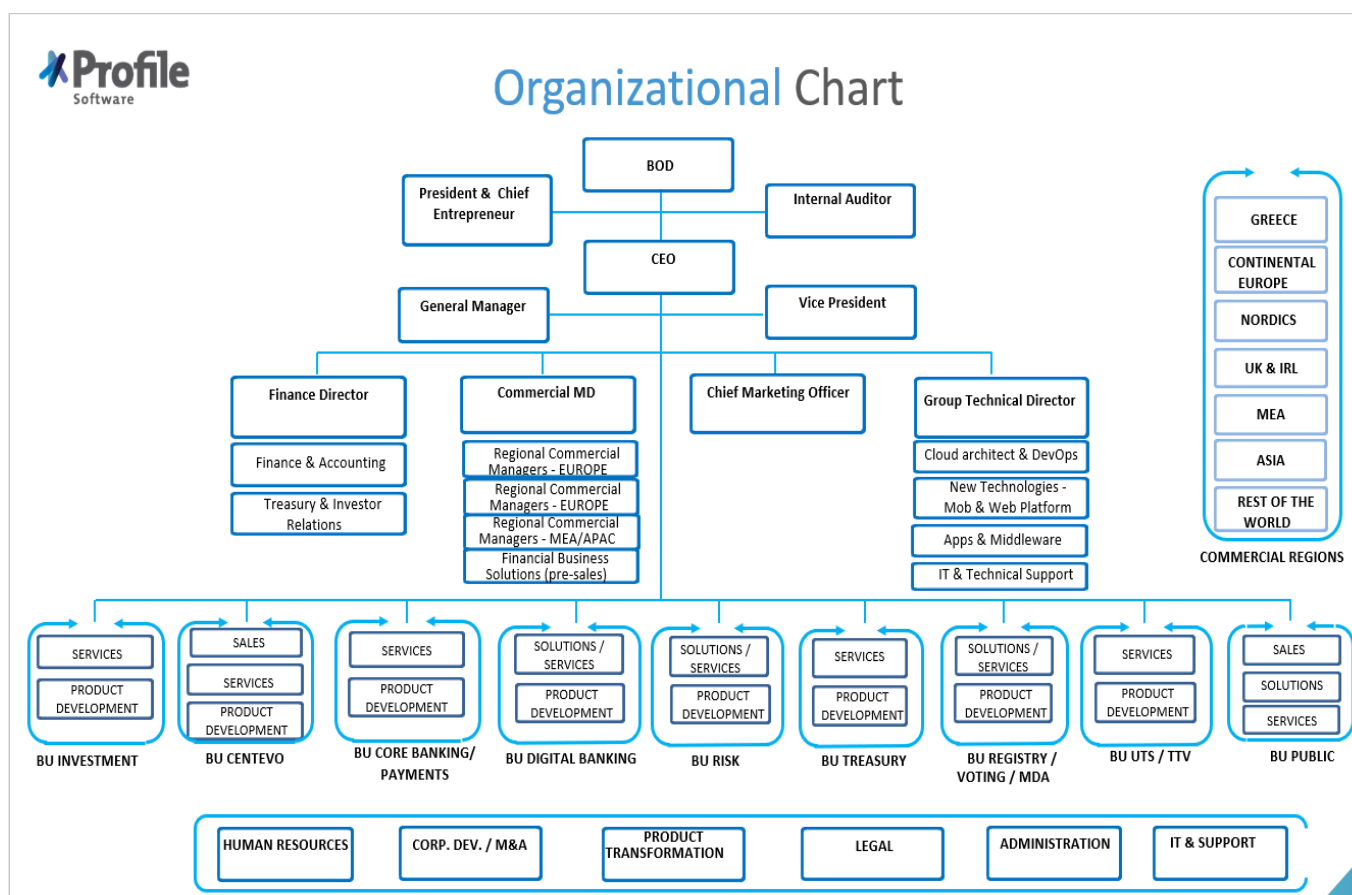 Profile
Software
Organizational Chart
BOD
President & Chief
Entrepreneur
Internal Auditor
CEO
General Manager
Vice President
Finance Director
Commercial MD
Chief Marketing Officer
Group Technical Director
Finance & Accounting
Treasury & Investor
Relations
Regional Commercial
Managers - EUROPE
Regional Commercial
Managers - EUROPE
Regional Commercial
Managers - MEA/APAC
Financial Business
Solutions (pre-sales)
Cloud architect & DevOps
New Technologies -
Mob & Web Platform
Apps & Middleware
IT & Technical Support
GREECE
CONTINENTAL
EUROPE
NORDICS
UK & IRL
MEA
ASIA
REST OF THE
WORLD
COMMERCIAL REGIONS
SERVICES
PRODUCT
DEVELOPMENT
BU INVESTMENT
SALES
SERVICES
PRODUCT
DEVELOPMENT
BU CENTEVO
SERVICES
PRODUCT
DEVELOPMENT
BU CORE BANKING/
PAYMENTS
SOLUTIONS /
SERVICES
PRODUCT
DEVELOPMENT
BU DIGITAL BANKING
SOLUTIONS /
SERVICES
PRODUCT
DEVELOPMENT
BU RISK
SERVICES
PRODUCT
DEVELOPMENT
BU TREASURY
SOLUTIONS /
SERVICES
PRODUCT
DEVELOPMENT
BU REGISTRY /
VOTING / MDA
SERVICES
PRODUCT
DEVELOPMENT
BU UTS / TTV
SALES
SOLUTIONS
SERVICES
BU PUBLIC
HUMAN RESOURCES
CORP. DEV. / M&A
PRODUCT
TRANSFORMATION
LEGAL
ADMINISTRATION
IT & SUPPORT